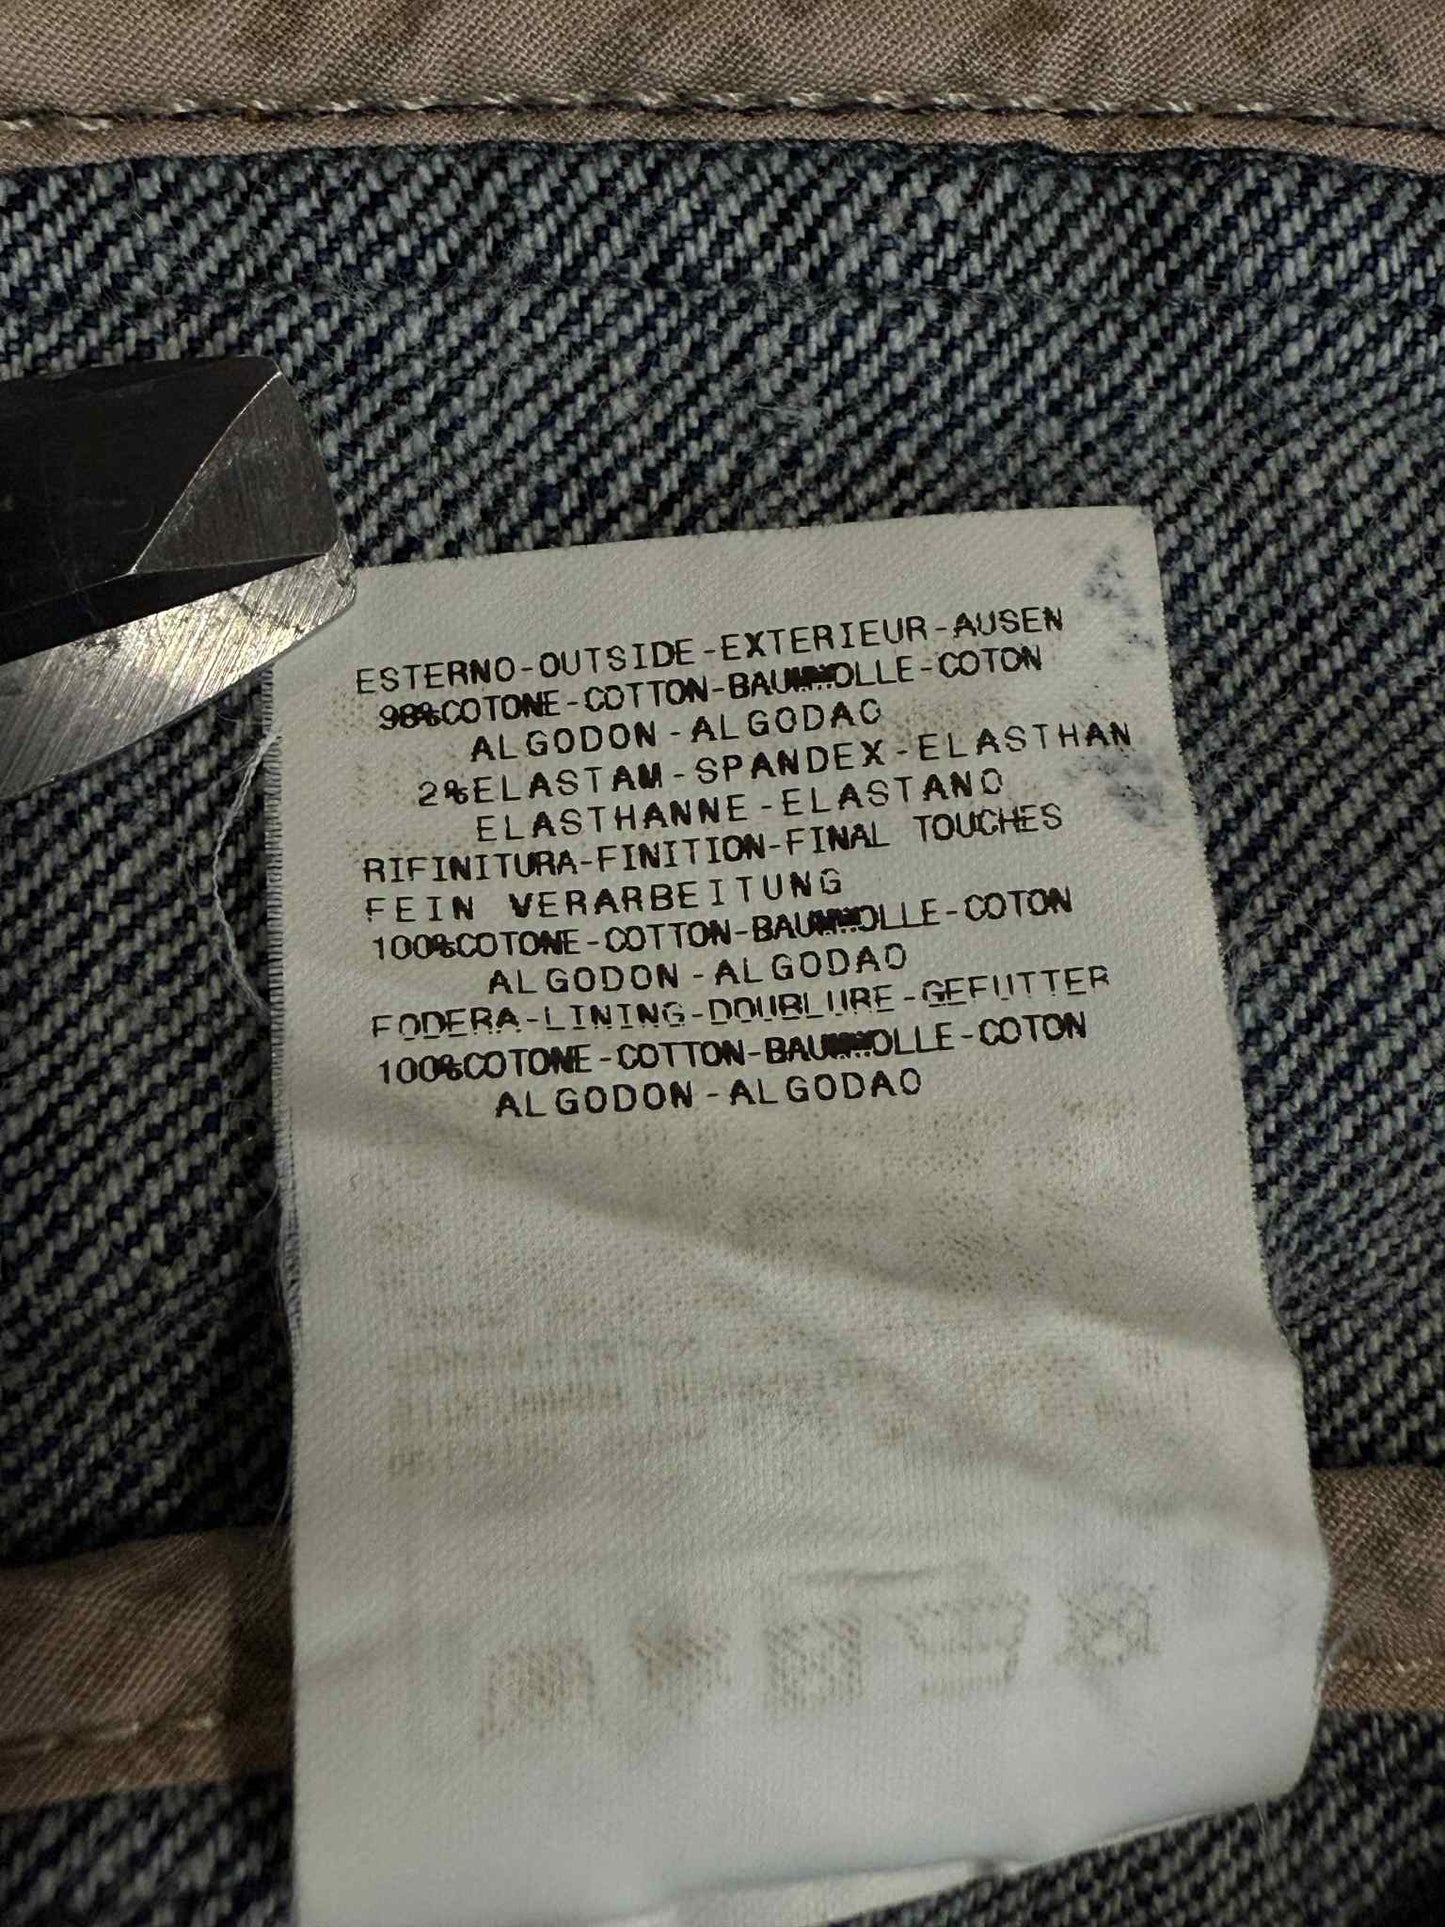 ESTERNO-OUTSIDE-EXTERIEUR-AUSEN
98%COTONE-COTTON-BAUMWOLLE-COTON
ALGODON-ALGODAO
2%ELASTAM-SPANDEX-ELASTHAN
ELASTHANNE-ELASTANO
RIFINITURA-FINITION-FINAL TOUCHES
FEIN VERARBEITUNG
100%COTONE-COTTON-BAUMWOLLE-COTON
ALGODON-ALGODAO
FODERA-LINING-DOUBLURE-GEFUTTER
100%COTONE-COTTON-BAUMWOLLE-COTON
ALGODON-ALGODAO